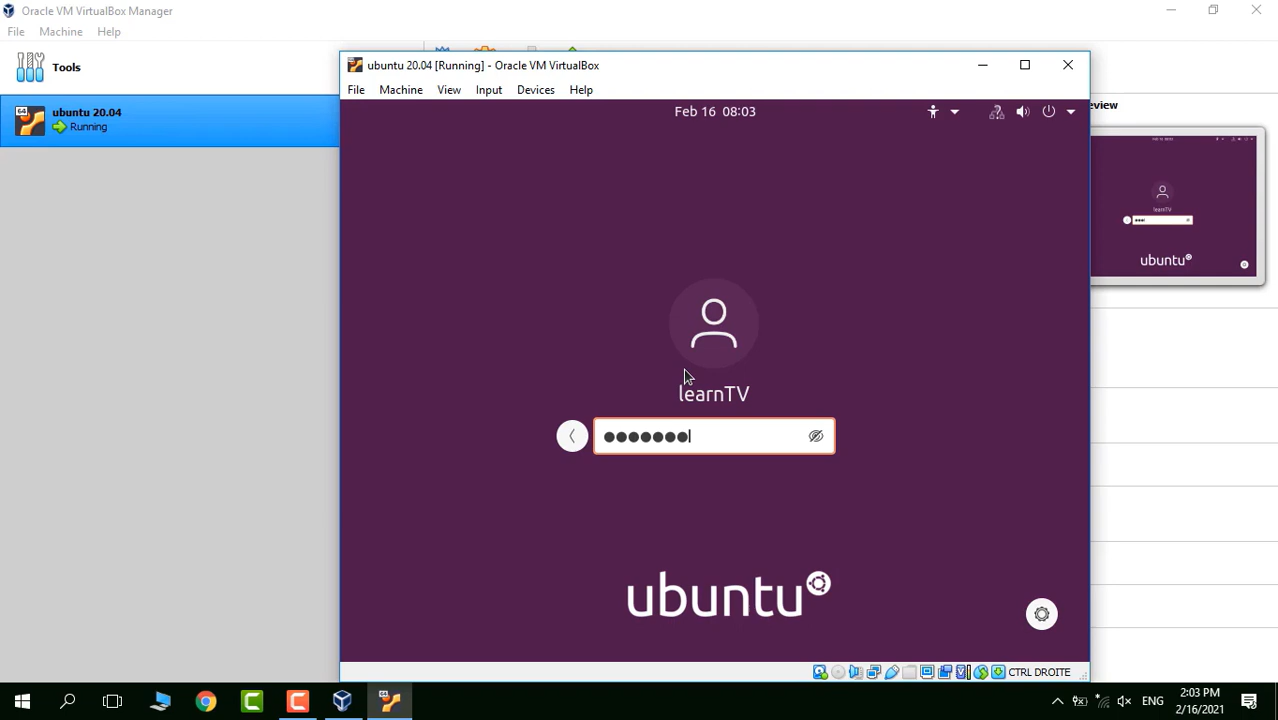 Oracle VM VirtualBox Manager
File Machine Help
Tools
64
ubuntu 20.04
Running
ubuntu 20.04 [Running] - Oracle VM VirtualBox
File Machine View Input Devices Help
Feb 16 08:03
eview
learnTV
ubuntu
learnTV
ubuntu
CTRL DROITE
ENG
2:03 PM
2/16/2021